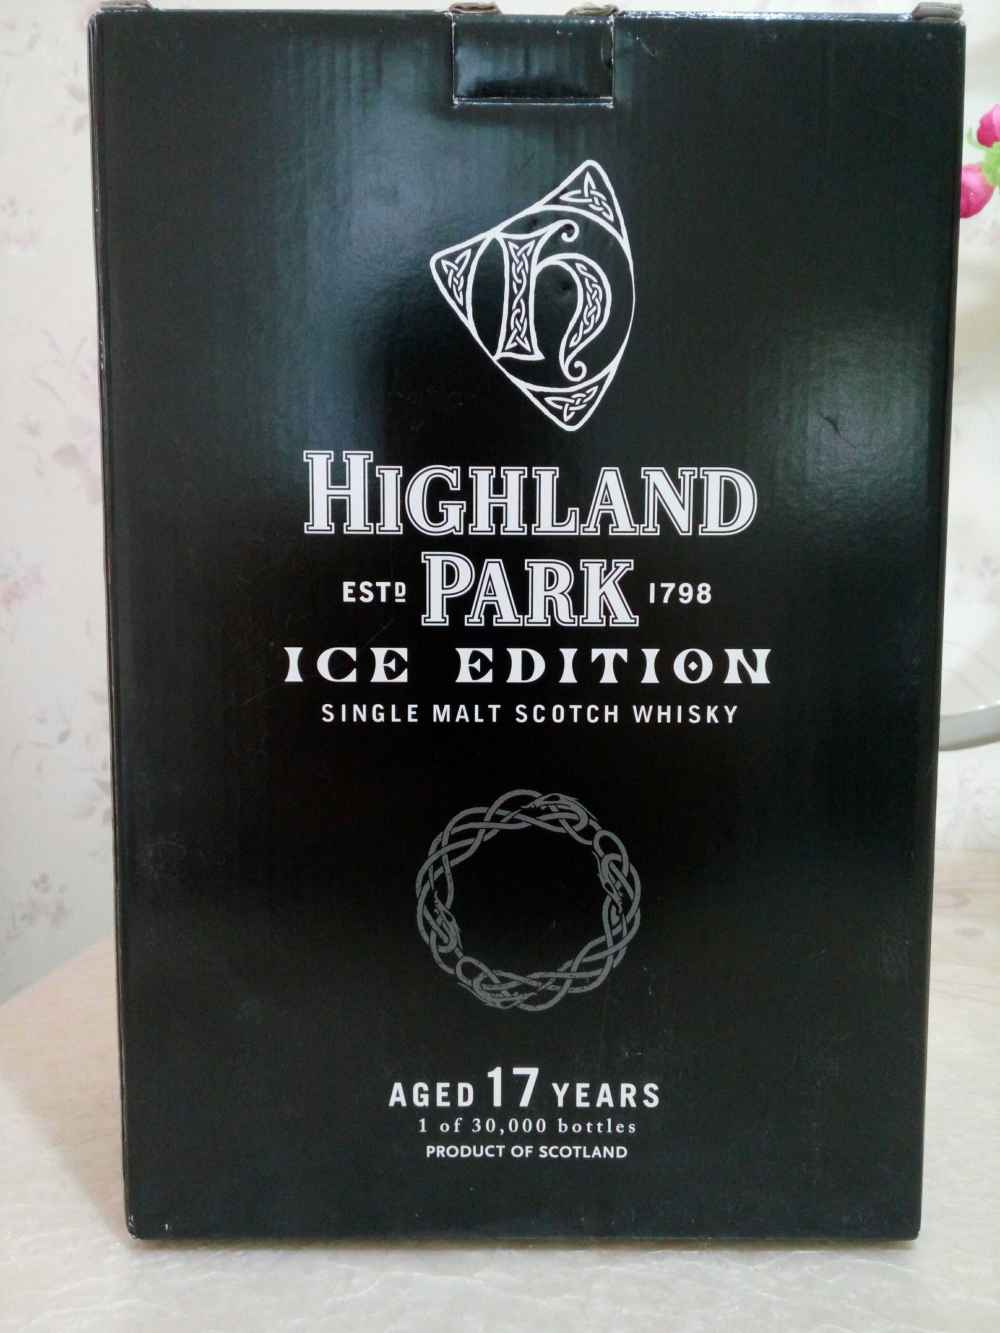 h
HIGHLAND
ESTD PARK 1798
ICE EDITION
SINGLE MALT SCOTCH WHISKY
AGED 17 YEARS
1 of 30,000 bottles
PRODUCT OF SCOTLAND